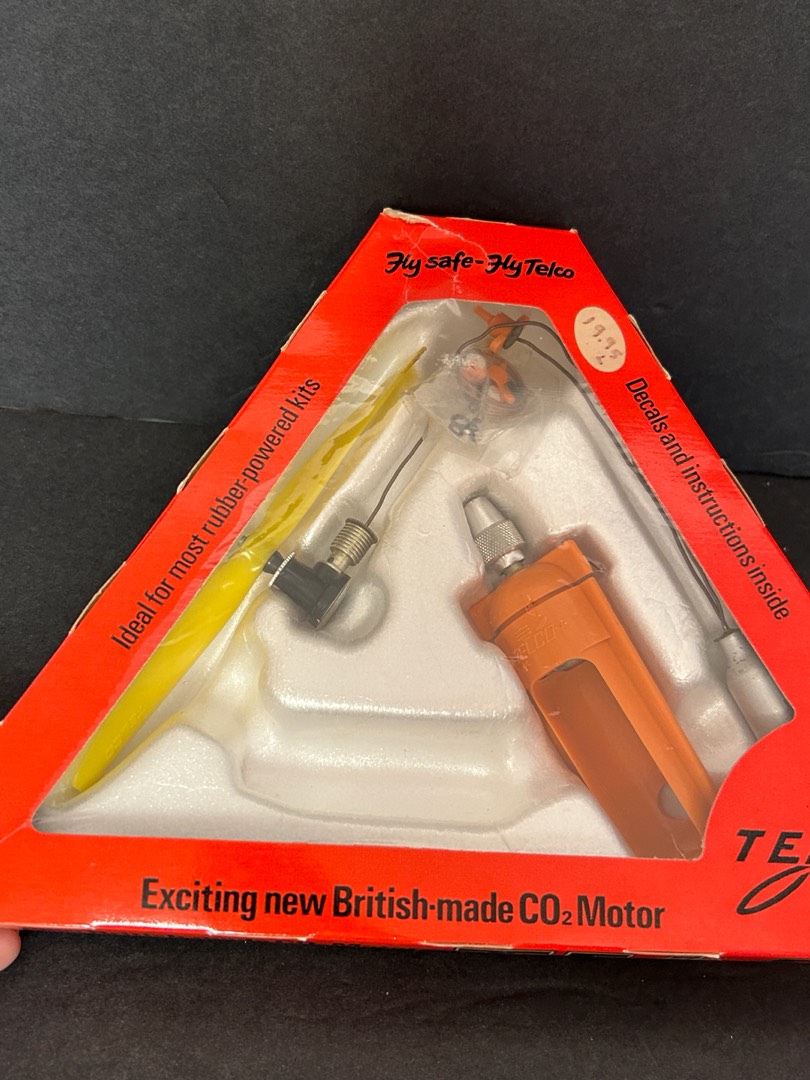 Fly safe-Fly Telco
19.95
Ideal for most rubber-powered kits
Decals and instructions inside
TELCO
Exciting new British-made CO₂ Motor
TE